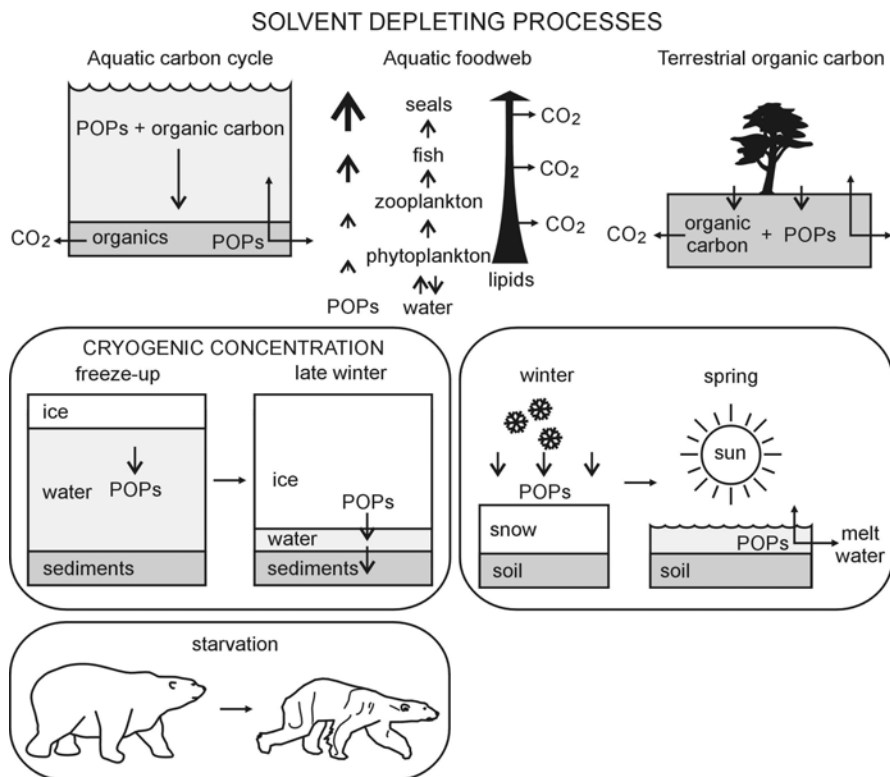 SOLVENT DEPLETING PROCESSES
Aquatic carbon cycle
POPs + organic carbon
CO₂
organics
POPs
Aquatic foodweb
seals
fish
zooplankton
phytoplankton
POPs
water
CO₂
CO₂
CO₂
lipids
Terrestrial organic carbon
CO₂
organic
carbon
+
POPs
CRYOGENIC CONCENTRATION
freeze-up
ice
water
POPs
sediments
late winter
ice
POPs
water
sediments
winter
POPs
snow
soil
spring
sun
POPs
melt
water
soil
starvation